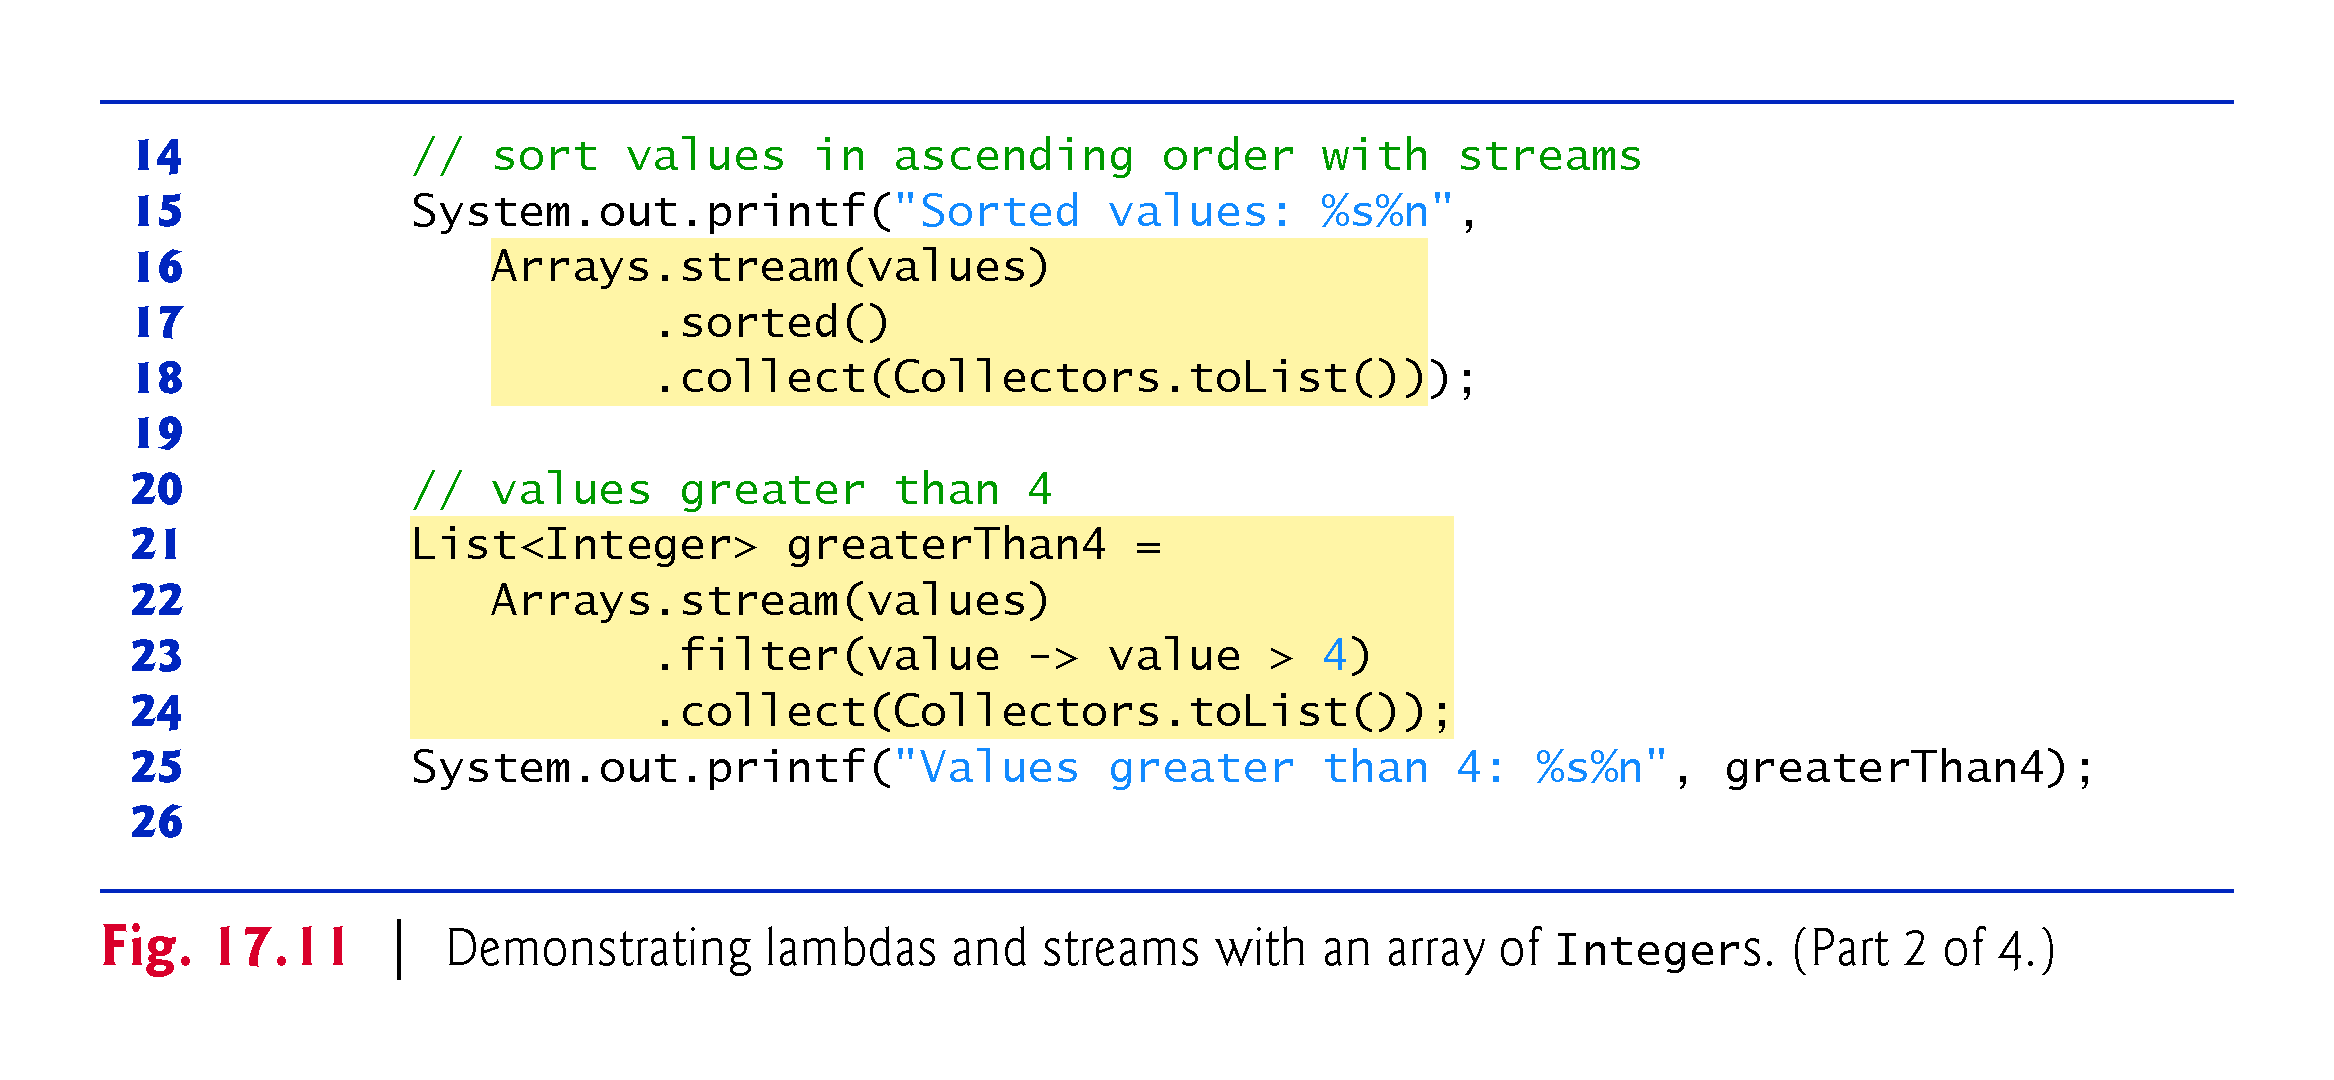 14 // sort values in ascending order with streams
15 System.out.printf("Sorted values: %s%n",
16    Arrays.stream(values)
17          .sorted()
18          .collect(Collectors.toList()));
19
20 // values greater than 4
21 List<Integer> greaterThan4 =
22    Arrays.stream(values)
23          .filter(value -> value > 4)
24          .collect(Collectors.toList());
25 System.out.printf("Values greater than 4: %s%n", greaterThan4);
26
Fig. 17.11 | Demonstrating lambdas and streams with an array of Integers. (Part 2 of 4.)